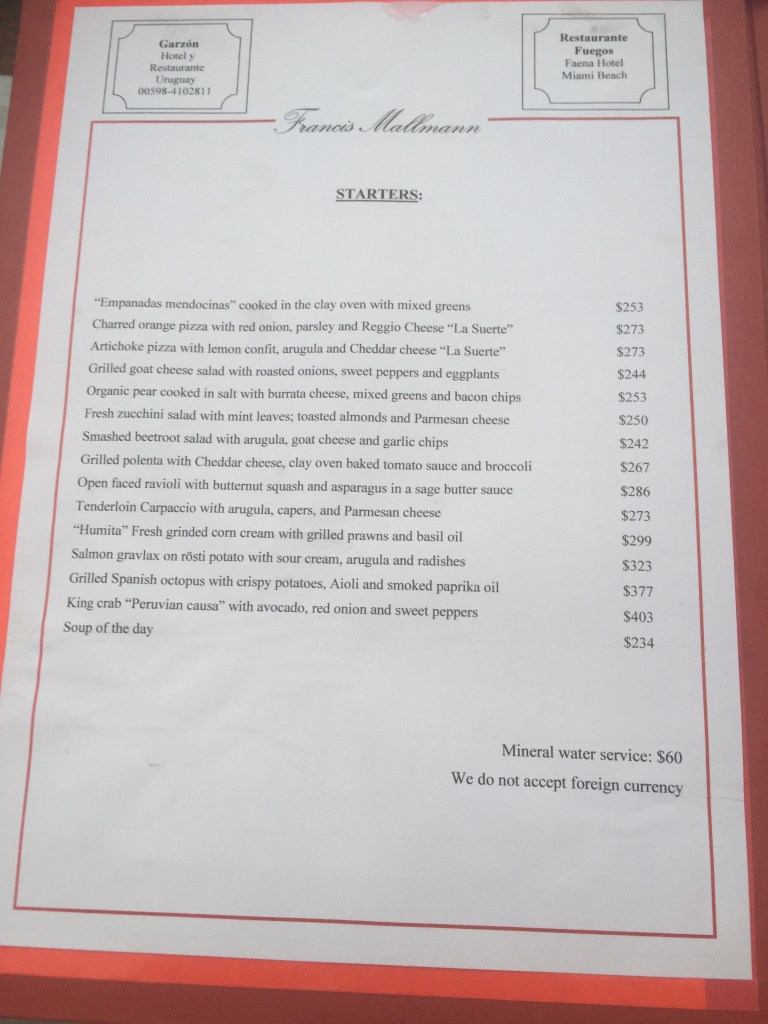 Garzón
Hotel y
Restaurante
Uruguay
00598-4102811
Restaurante
Fuegos
Faena Hotel
Miami Beach
Francis Mallmann
STARTERS:
“Empanadas mendocinas” cooked in the clay oven with mixed greens $253
Charred orange pizza with red onion, parsley and Reggio Cheese “La Suerte” $273
Artichoke pizza with lemon confit, arugula and Cheddar cheese “La Suerte” $273
Grilled goat cheese salad with roasted onions, sweet peppers and eggplants $244
Organic pear cooked in salt with burrata cheese, mixed greens and bacon chips $253
Fresh zucchini salad with mint leaves; toasted almonds and Parmesan cheese $250
Smashed beetroot salad with arugula, goat cheese and garlic chips $242
Grilled polenta with Cheddar cheese, clay oven baked tomato sauce and broccoli $267
Open faced ravioli with butternut squash and asparagus in a sage butter sauce $286
Tenderloin Carpaccio with arugula, capers, and Parmesan cheese $273
“Humita” Fresh grinded corn cream with grilled prawns and basil oil $299
Salmon gravlax on rösti potato with sour cream, arugula and radishes $323
Grilled Spanish octopus with crispy potatoes, Aioli and smoked paprika oil $377
King crab “Peruvian causa” with avocado, red onion and sweet peppers $403
Soup of the day $234
Mineral water service: $60
We do not accept foreign currency